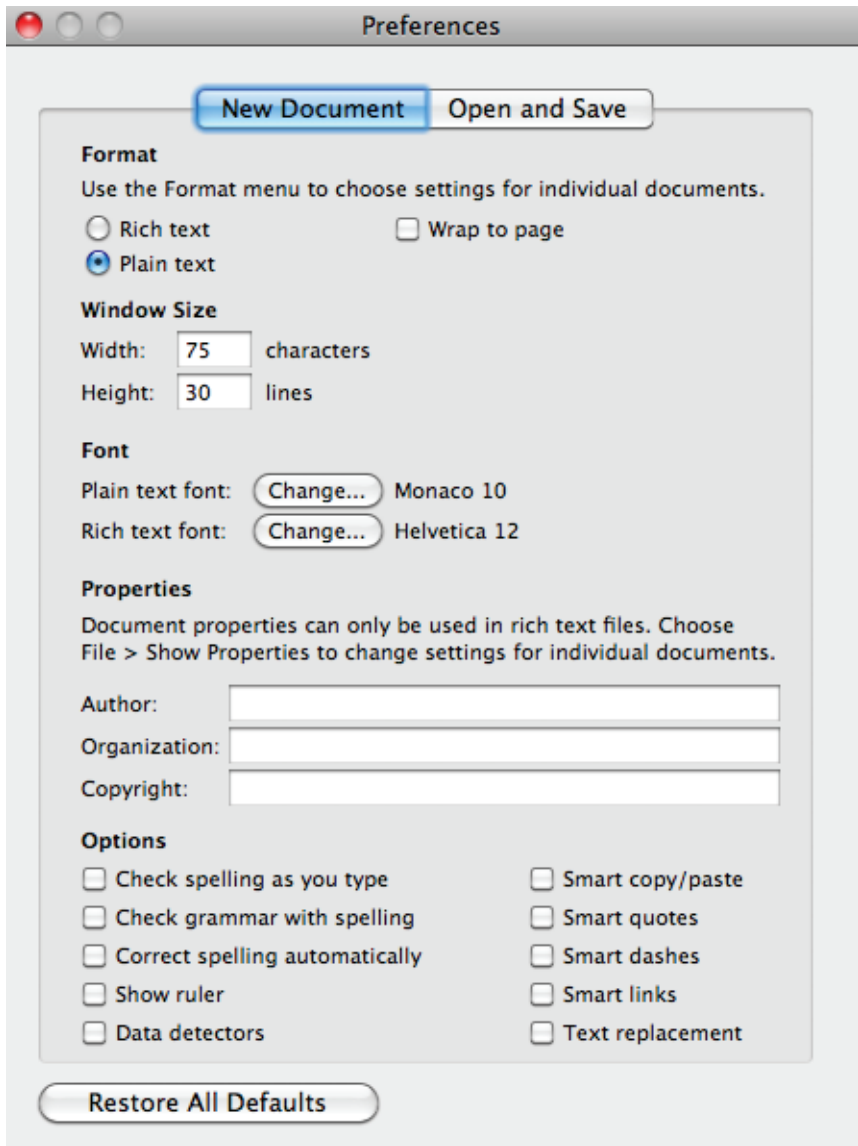 Preferences
New Document Open and Save
Format
Use the Format menu to choose settings for individual documents.
Rich text Wrap to page
Plain text
Window Size
Width: 75 characters
Height: 30 lines
Font
Plain text font: Change... Monaco 10
Rich text font: Change... Helvetica 12
Properties
Document properties can only be used in rich text files. Choose
File > Show Properties to change settings for individual documents.
Author:
Organization:
Copyright:
Options
Check spelling as you type Smart copy/paste
Check grammar with spelling Smart quotes
Correct spelling automatically Smart dashes
Show ruler Smart links
Data detectors Text replacement
Restore All Defaults